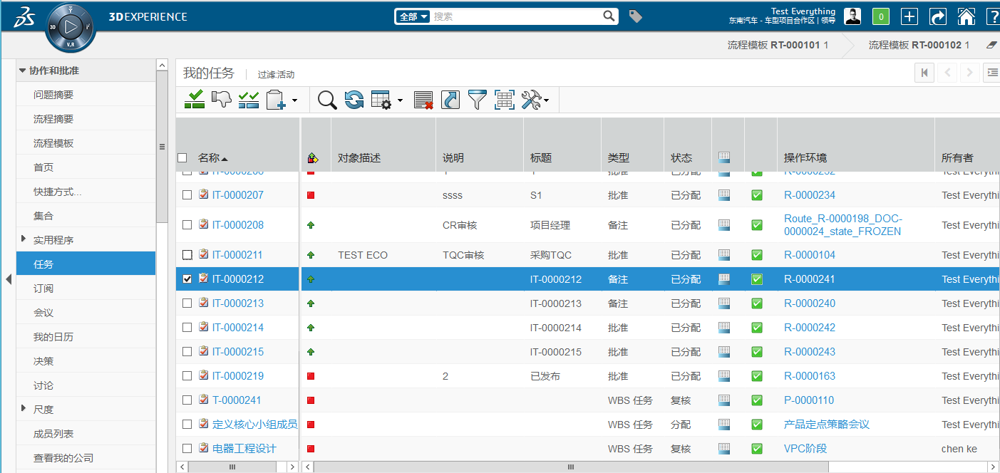 3DEXPERIENCE
全部
搜索
Test Everything
东南汽车 - 车型项目合作区 | 领导
0
3D
V.R
流程模板 RT-000101 1
流程模板 RT-000102 1
协作和批准
问题摘要
流程摘要
流程模板
首页
快捷方式...
集合
实用程序
任务
订阅
会议
我的日历
决策
讨论
尺度
成员列表
查看我的公司
我的任务
过滤:活动
名称 对象描述 说明 标题 类型 状态 操作环境 所有者
IT-0000207 ssss S1 批准 已分配 R-0000234 Test Everythi
IT-0000208 CR审核 项目经理 备注 已分配 Route_R-0000198_DOC-
0000024_state_FROZEN Test Everythi
IT-0000211 TEST ECO TQC审核 采购TQC 批准 已分配 R-0000104 Test Everythi
IT-0000212 IT-0000212 备注 已分配 R-0000241 Test Everythi
IT-0000213 IT-0000213 备注 已分配 R-0000240 Test Everythi
IT-0000214 IT-0000214 批准 已分配 R-0000242 Test Everythi
IT-0000215 IT-0000215 批准 已分配 R-0000243 Test Everythi
IT-0000219 2 已发布 批准 已分配 R-0000163 Test Everythi
T-0000241 WBS 任务 复核 P-0000110 Test Everythi
定义核心小组成员 WBS 任务 分配 产品定点策略会议 Test Everythi
电器工程设计 WBS 任务 复核 VPC阶段 chen ke